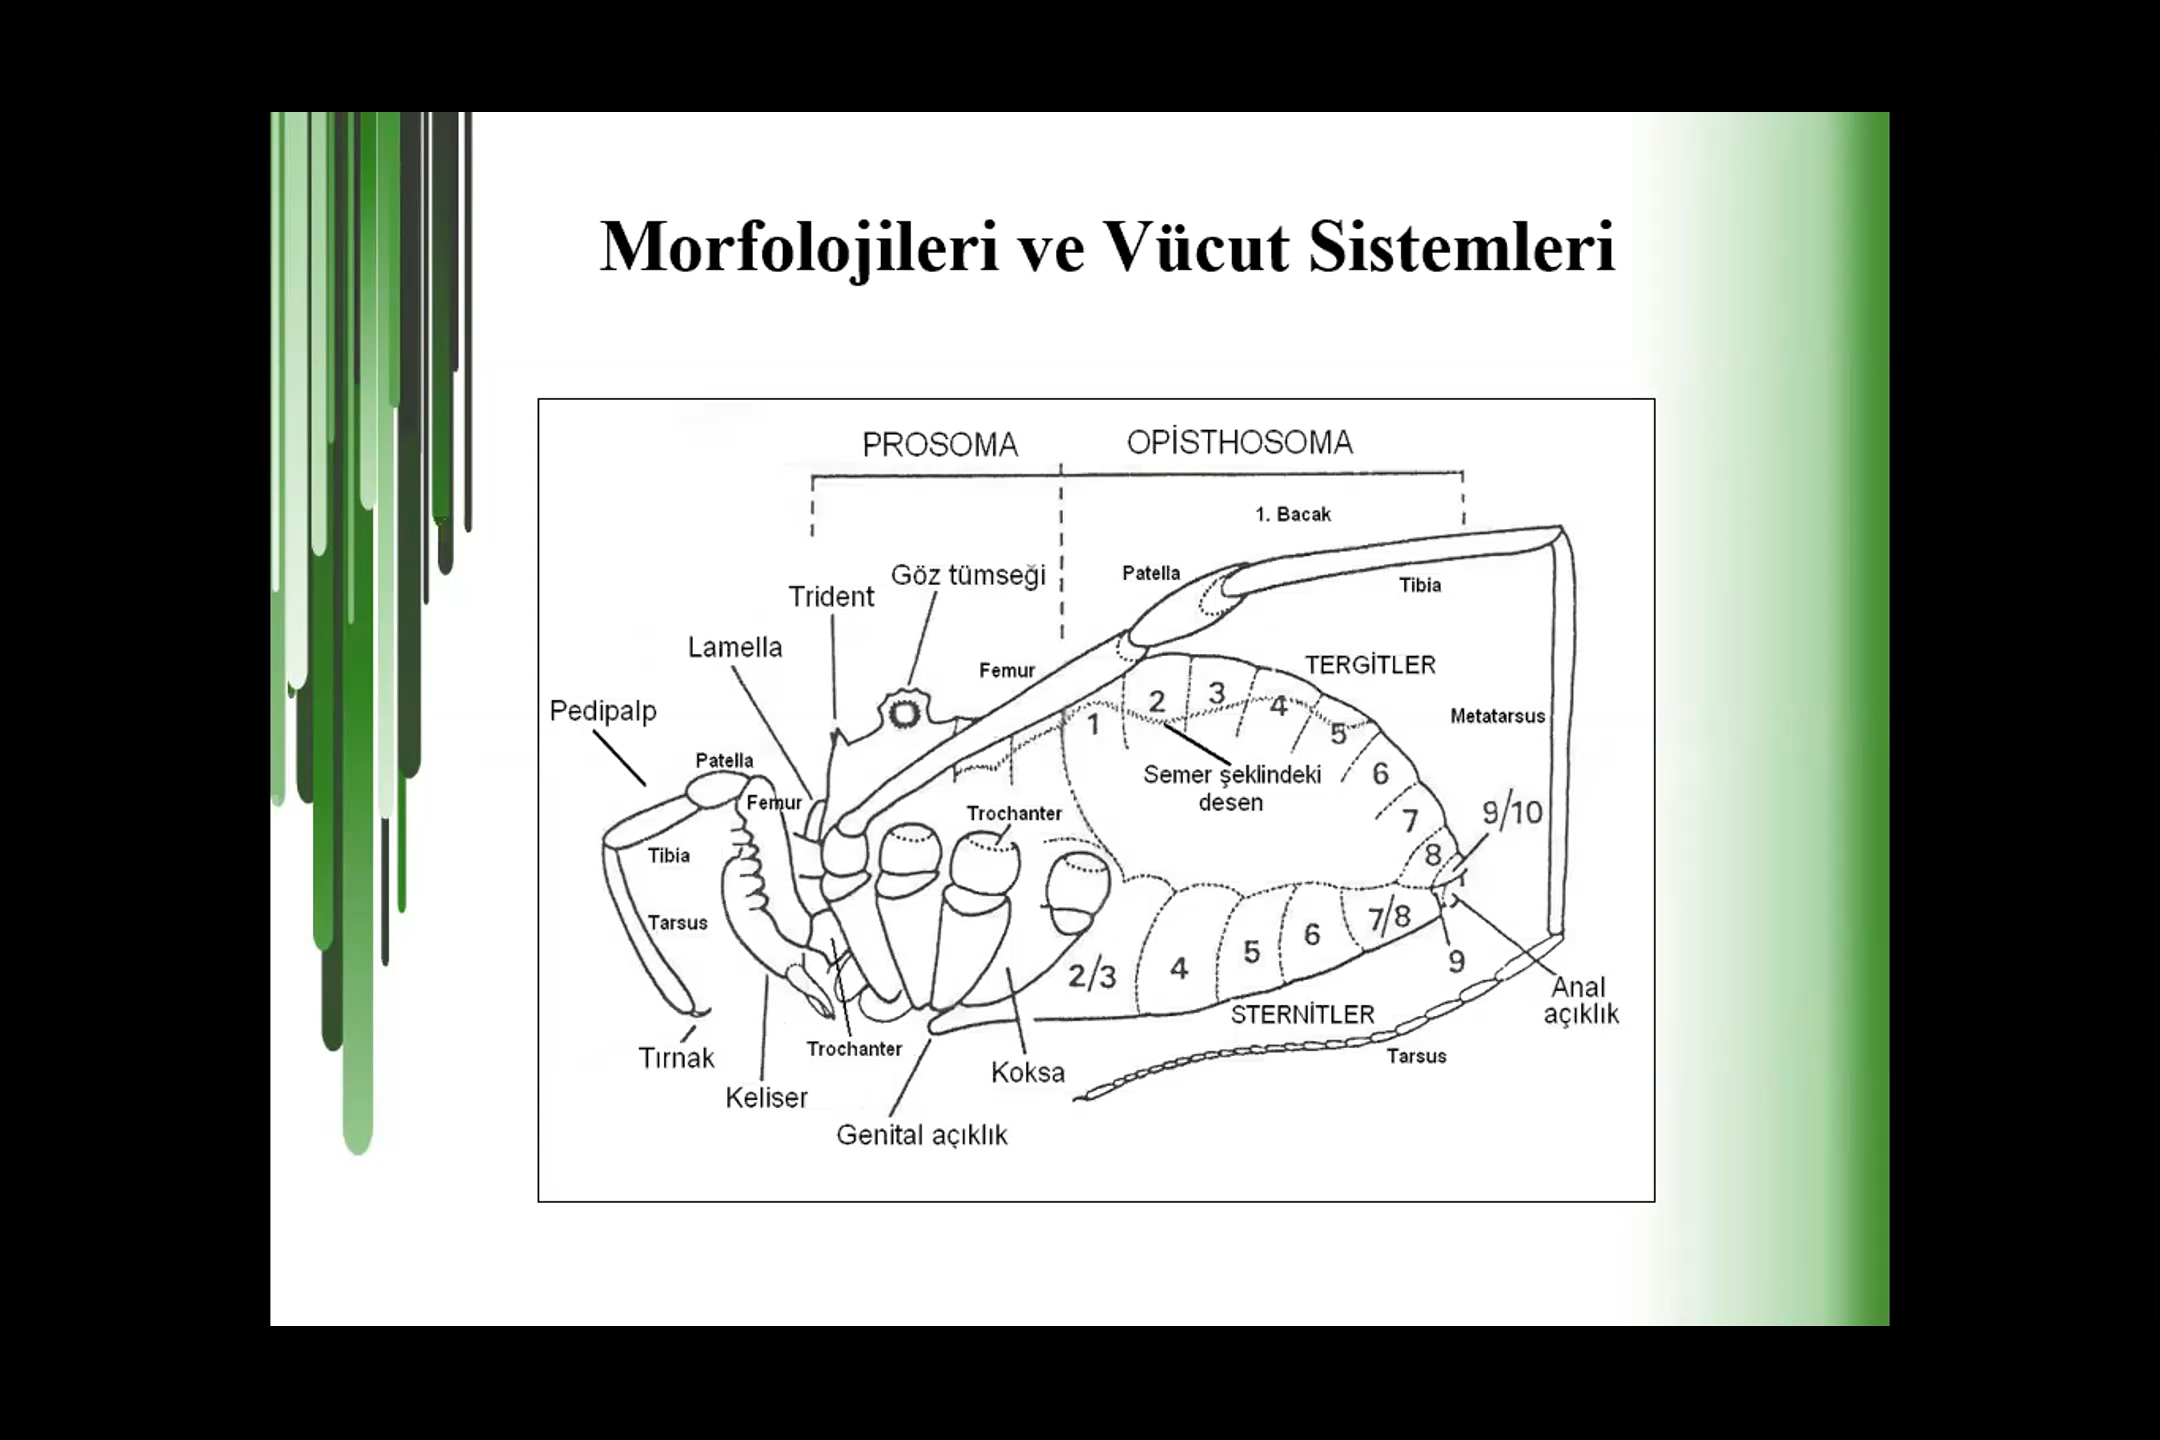 Morfolojileri ve Vücut Sistemleri
PROSOMA
OPİSTHOSOMA
1. Bacak
Patella
Tibia
Göz tümseği
Trident
Lamella
Femur
TERGİTLER
Pedipalp
Metatarsus
1
2
3
4
5
6
7
8
9/10
Semer şeklindeki
desen
Patella
Femur
Trochanter
Tibia
Tarsus
2/3
4
5
6
7/8
9
Anal
açıklık
STERNİTLER
Tarsus
Tırnak
Trochanter
Koksa
Keliser
Genital açıklık